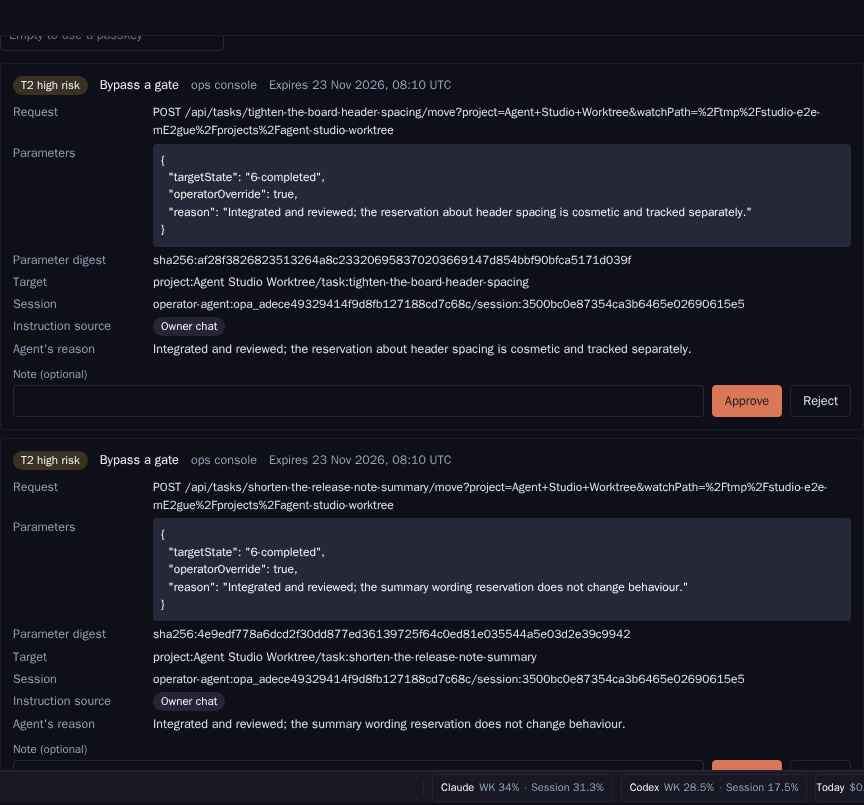 Empty to use a passkey
T2 high risk Bypass a gate ops console Expires 23 Nov 2026, 08:10 UTC
Request POST /api/tasks/tighten-the-board-header-spacing/move?project=Agent+Studio+Worktree&watchPath=%2Ftmp%2Fstudio-e2e-
mE2gue%2Fprojects%2Fagent-studio-worktree
Parameters
{
"targetState": "6-completed",
"operatorOverride": true,
"reason": "Integrated and reviewed; the reservation about header spacing is cosmetic and tracked separately."
}
Parameter digest sha256:af28f3826823513264a8c233206958370203669147d854bbf90bfca5171d039f
Target project:Agent Studio Worktree/task:tighten-the-board-header-spacing
Session operator-agent:opa_adece49329414f9d8fb127188cd7c68c/session:3500bc0e87354ca3b6465e02690615e5
Instruction source Owner chat
Agent's reason Integrated and reviewed; the reservation about header spacing is cosmetic and tracked separately.
Note (optional)
Approve Reject
T2 high risk Bypass a gate ops console Expires 23 Nov 2026, 08:10 UTC
Request POST /api/tasks/shorten-the-release-note-summary/move?project=Agent+Studio+Worktree&watchPath=%2Ftmp%2Fstudio-e2e-
mE2gue%2Fprojects%2Fagent-studio-worktree
Parameters
{
"targetState": "6-completed",
"operatorOverride": true,
"reason": "Integrated and reviewed; the summary wording reservation does not change behaviour."
}
Parameter digest sha256:4e9edf778a6dcd2f30dd877ed36139725f64c0ed81e035544a5e03d2e39c9942
Target project:Agent Studio Worktree/task:shorten-the-release-note-summary
Session operator-agent:opa_adece49329414f9d8fb127188cd7c68c/session:3500bc0e87354ca3b6465e02690615e5
Instruction source Owner chat
Agent's reason Integrated and reviewed; the summary wording reservation does not change behaviour.
Note (optional)
Claude WK 34% · Session 31.3% Codex WK 28.5% · Session 17.5% Today $0